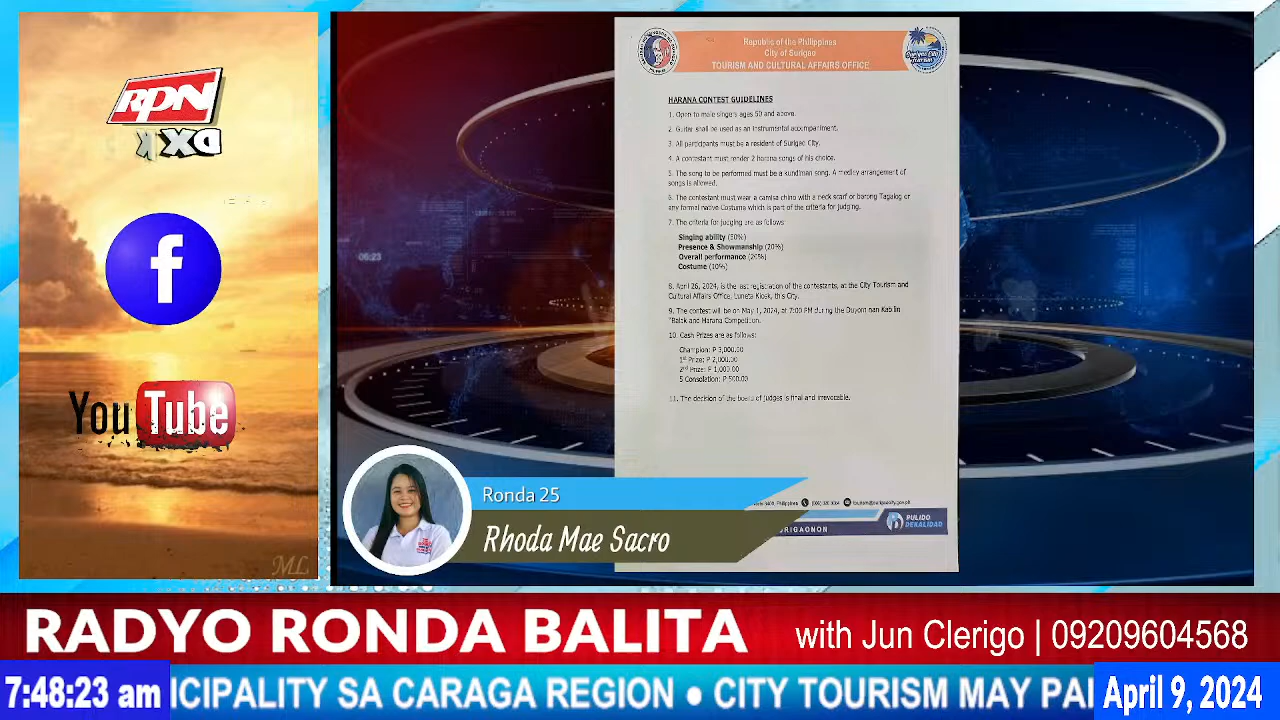 RPN
DXKS
f
You Tube
ML
06:23
Republic of the Philippines
City of Surigao
TOURISM AND CULTURAL AFFAIRS OFFICE
HARANA CONTEST GUIDELINES
1. Open to male singers ages 50 and above.
2. Guitar shall be used as an instrumental accompaniment.
3. All participants must be a resident of Surigao City.
4. A contestant must render 2 harana songs of his choice.
5. The song to be performed must be a kundiman song. A medley arrangement of
songs is allowed.
6. The contestant must wear a camisa chino with a neck scarf or barong Tagalog or
any formal native Costume which is part of the criteria for judging.
7. The criteria for judging are as follows
Singing ability (50%)
Presence & Showmanship (20%)
Overall performance (20%)
Costume (10%)
8. April 26, 2024, is the last registration of the contestants, at the City Tourism and
Cultural Affairs Office, Luneta Kiosk, this City.
9. The contest will be on May 1, 2024, at 7:00 PM during the
and Harana Competition.
10. Cash Prizes are as follows:
Champion: P 3,000.00
1st Prize: P 2,000.00
2nd Prize: P 1,000.00
5 Consolation: P 500.00
11. The decision of the board of judges is final and irrevocable.
Philippines
PULIDO
DEKALIDAD
RIGAONON
Ronda 25
Rhoda Mae Sacro
RADYO RONDA BALITA
with Jun Clerigo | 09209604568
7:48:23 am
ICIPALITY SA CARAGA REGION ● CITY TOURISM MAY PA
April 9, 2024